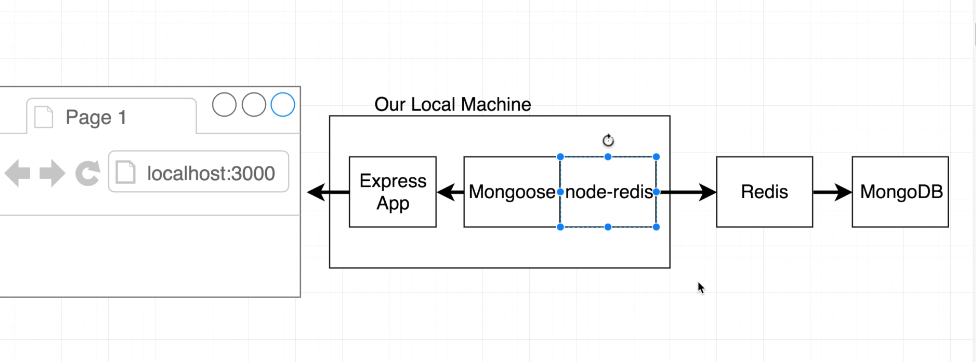 Our Local Machine
Page 1
localhost:3000
Express
App
Mongoose
node-redis
Redis
MongoDB